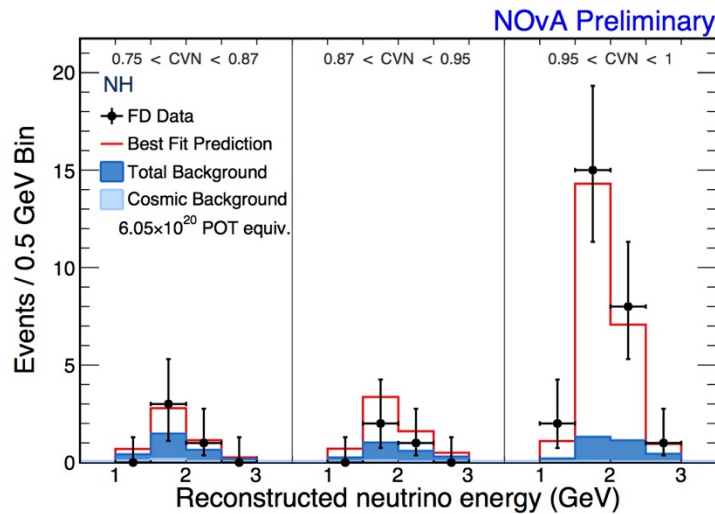 NOvA Preliminary
0.75 < CVN < 0.87
0.87 < CVN < 0.95
0.95 < CVN < 1
NH
FD Data
Best Fit Prediction
Total Background
Cosmic Background
6.05×10²⁰ POT equiv.
Events / 0.5 GeV Bin
20
15
10
5
0
1 2 3
1 2 3
1 2 3
Reconstructed neutrino energy (GeV)